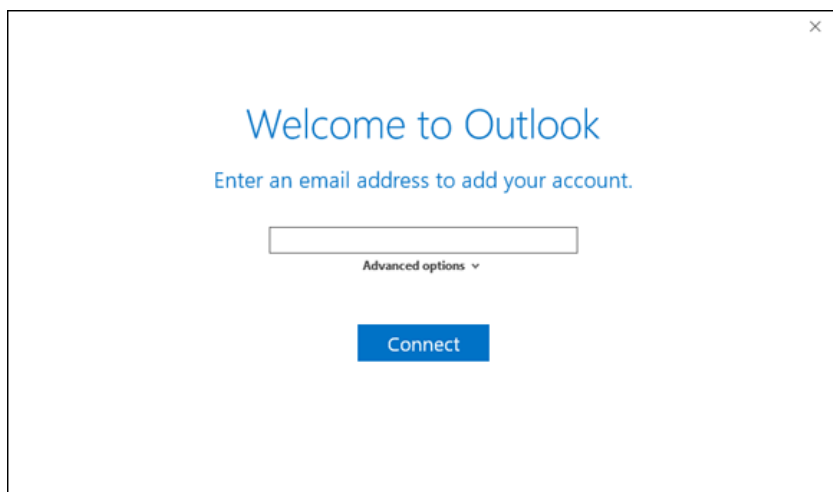 Welcome to Outlook
Enter an email address to add your account.
Advanced options
Connect